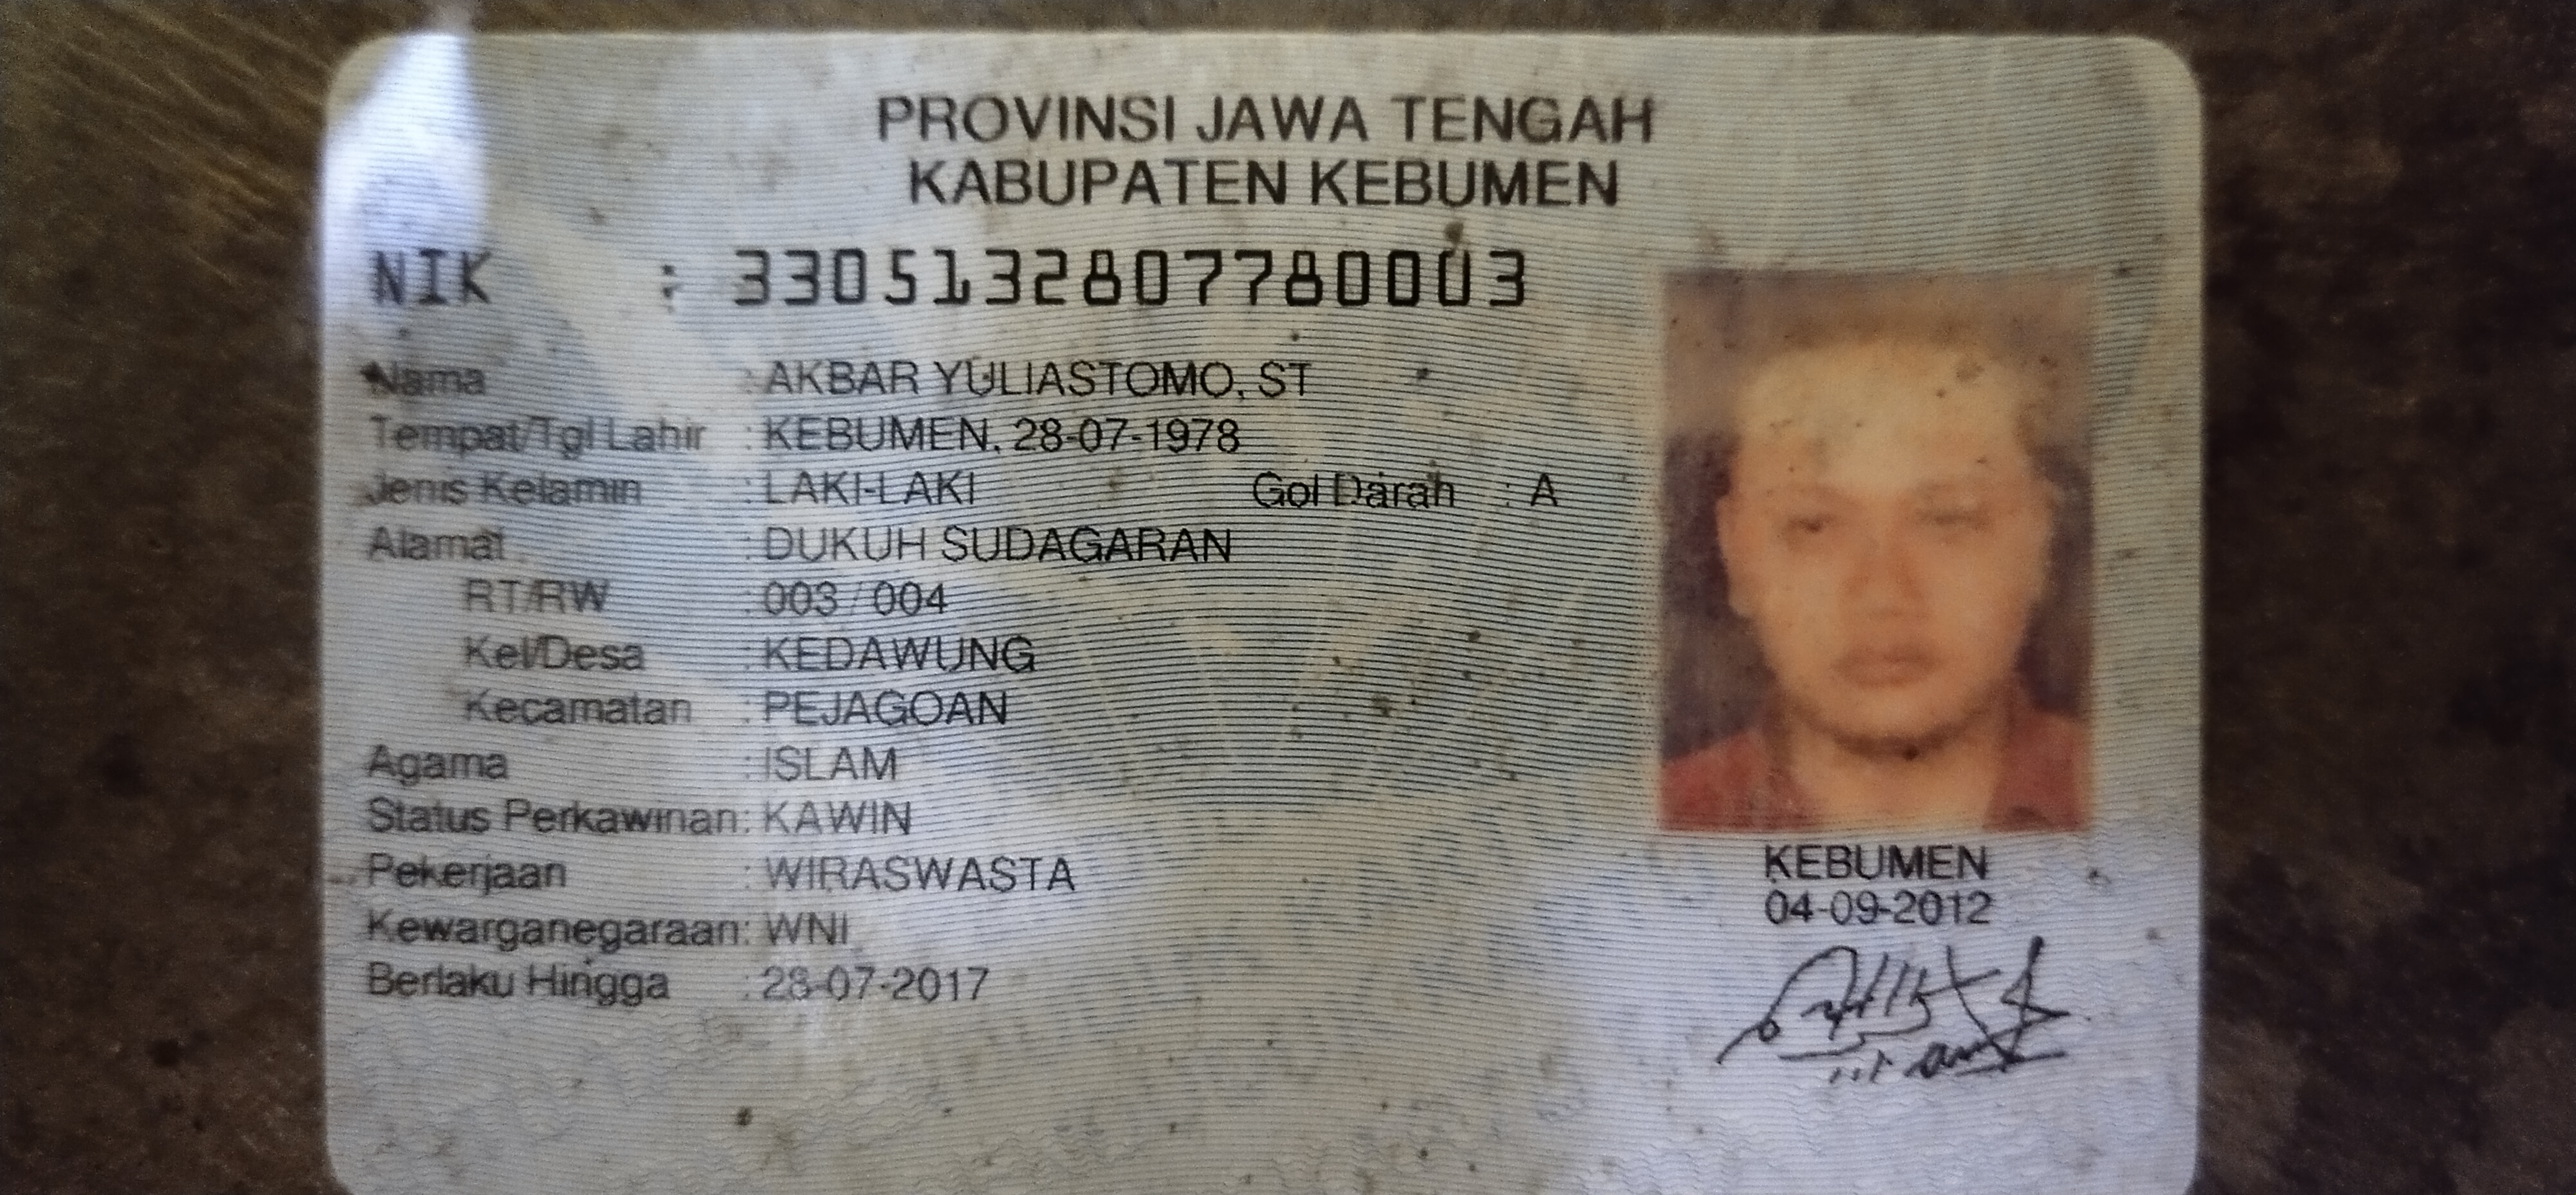 PROVINSI JAWA TENGAH
KABUPATEN KEBUMEN
NIK : 3305132807780003
Nama : AKBAR YULIASTOMO, ST
Tempat/Tgl Lahir : KEBUMEN, 28-07-1978
Jenis Kelamin : LAKI-LAKI Gol Darah : A
Alamat : DUKUH SUDAGARAN
RT/RW : 003 / 004
Kel/Desa : KEDAWUNG
Kecamatan : PEJAGOAN
Agama : ISLAM
Status Perkawinan : KAWIN
Pekerjaan : WIRASWASTA
Kewarganegaraan : WNI
Berlaku Hingga : 28-07-2017
KEBUMEN
04-09-2012